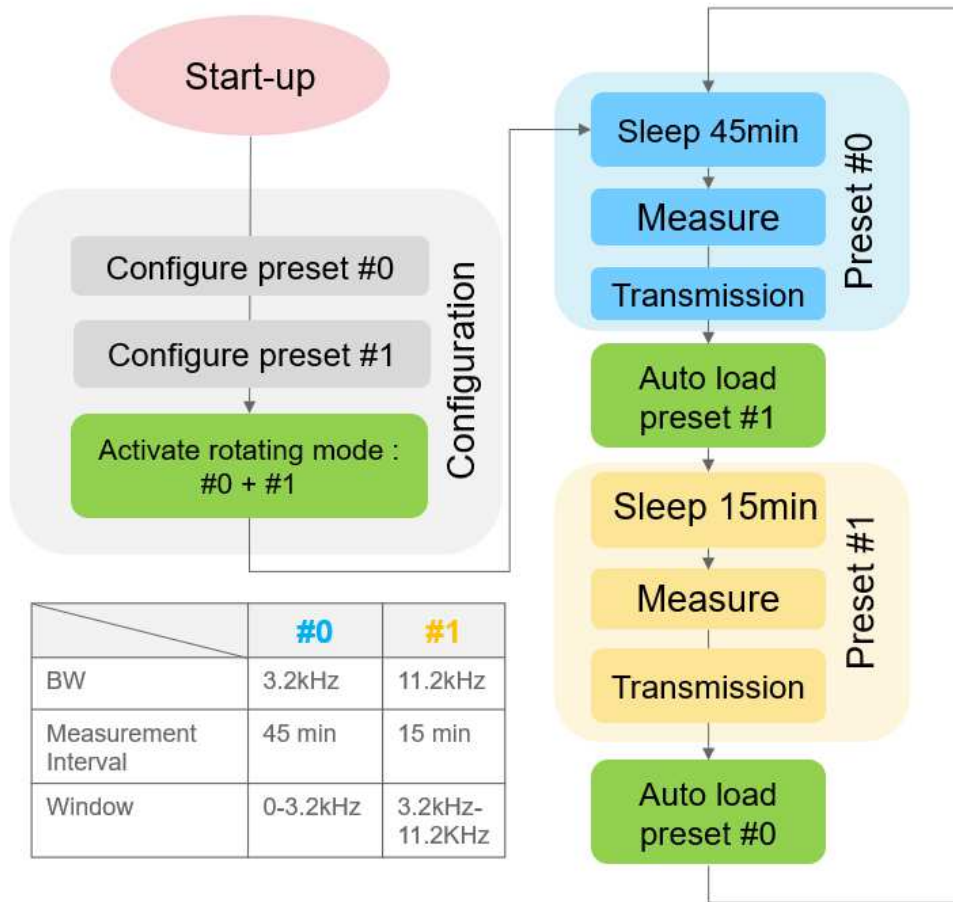 Start-up
Configure preset #0
Configure preset #1
Activate rotating mode :
#0 + #1
Configuration
Sleep 45min
Measure
Transmission
Preset #0
Auto load
preset #1
Sleep 15min
Measure
Transmission
Preset #1
Auto load
preset #0
#0 #1
BW 3.2kHz 11.2kHz
Measurement 45 min 15 min
Interval
Window 0-3.2kHz 3.2kHz-
11.2KHz